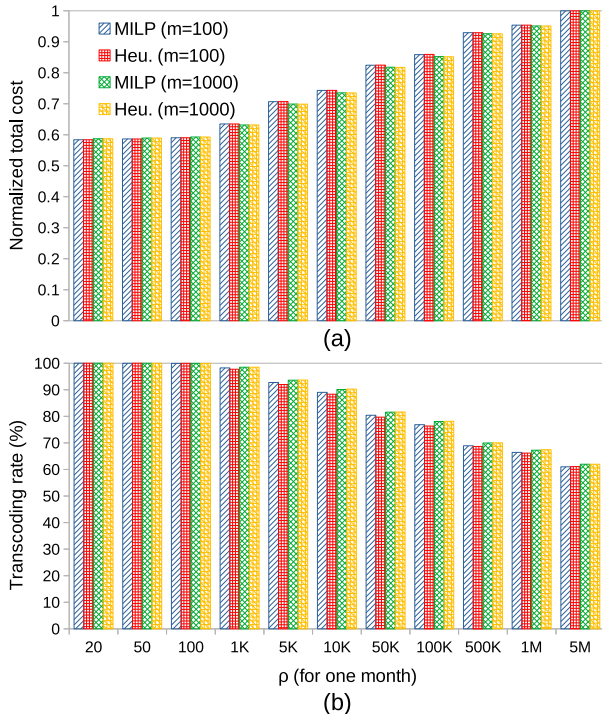 Normalized total cost
1
0.9
0.8
0.7
0.6
0.5
0.4
0.3
0.2
0.1
0
MILP (m=100)
Heu. (m=100)
MILP (m=1000)
Heu. (m=1000)
(a)
Transcoding rate (%)
100
90
80
70
60
50
40
30
20
10
0
20 50 100 1K 5K 10K 50K 100K 500K 1M 5M
ρ (for one month)
(b)